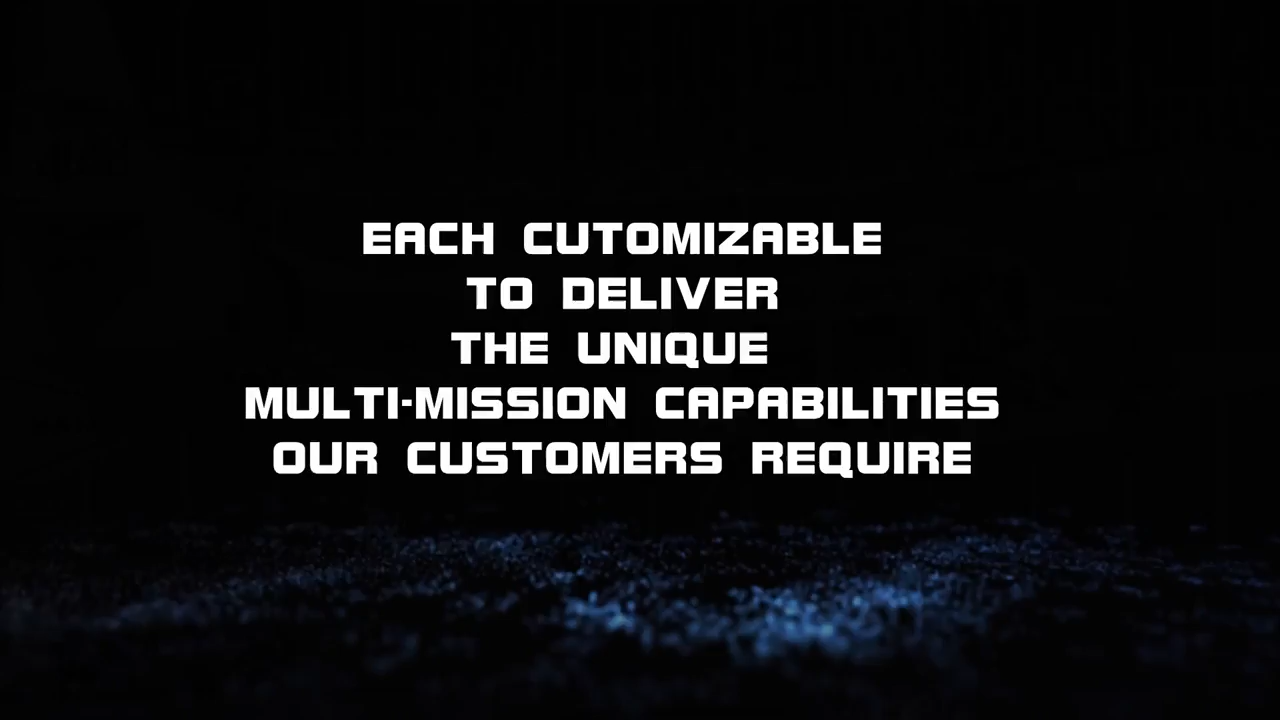 EACH CUTOMIZABLE
TO DELIVER
THE UNIQUE
MULTI-MISSION CAPABILITIES
OUR CUSTOMERS REQUIRE